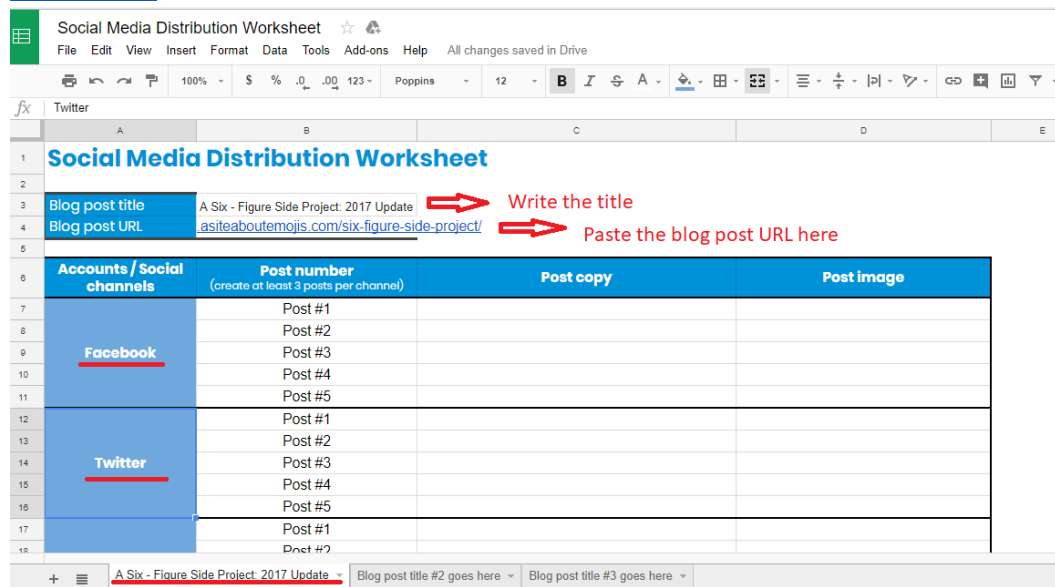 Social Media Distribution Worksheet
File Edit View Insert Format Data Tools Add-ons Help All changes saved in Drive
100% $ % .0 .00 123 Poppins 12 B I S A
fx Twitter
A B C D E
1 Social Media Distribution Worksheet
2
3 Blog post title A Six - Figure Side Project: 2017 Update Write the title
4 Blog post URL .asiteaboutemojis.com/six-figure-side-project/ Paste the blog post URL here
5
6 Accounts / Social channels Post number (create at least 3 posts per channel) Post copy Post image
7 Post #1
8 Post #2
9 Facebook Post #3
10 Post #4
11 Post #5
12 Post #1
13 Post #2
14 Twitter Post #3
15 Post #4
16 Post #5
17 Post #1
18 Post #2
A Six - Figure Side Project: 2017 Update Blog post title #2 goes here Blog post title #3 goes here